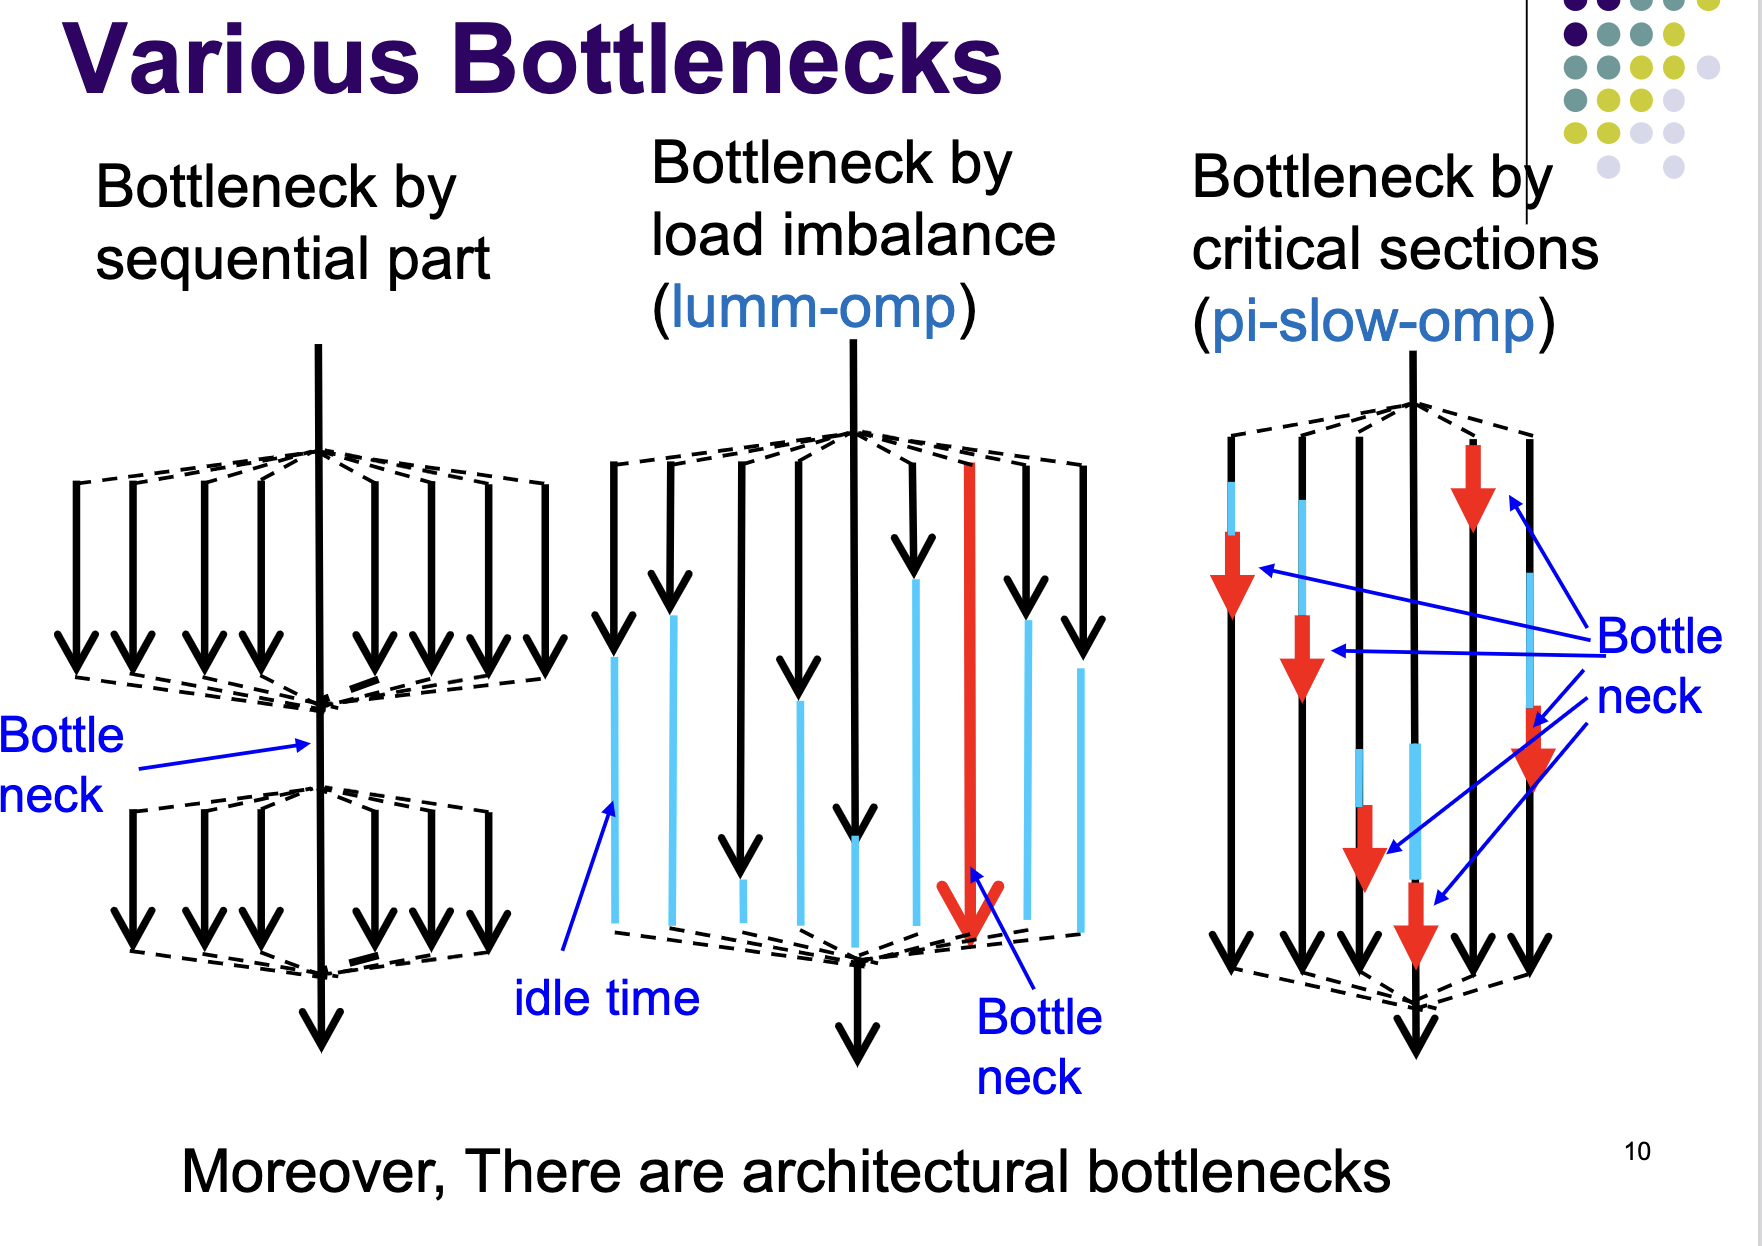 Various Bottlenecks
Bottleneck by
sequential part
Bottleneck by
load imbalance
(lumm-omp)
Bottleneck by
critical sections
(pi-slow-omp)
Bottle
neck
idle time
Bottle
neck
Bottle
neck
Moreover, There are architectural bottlenecks
10